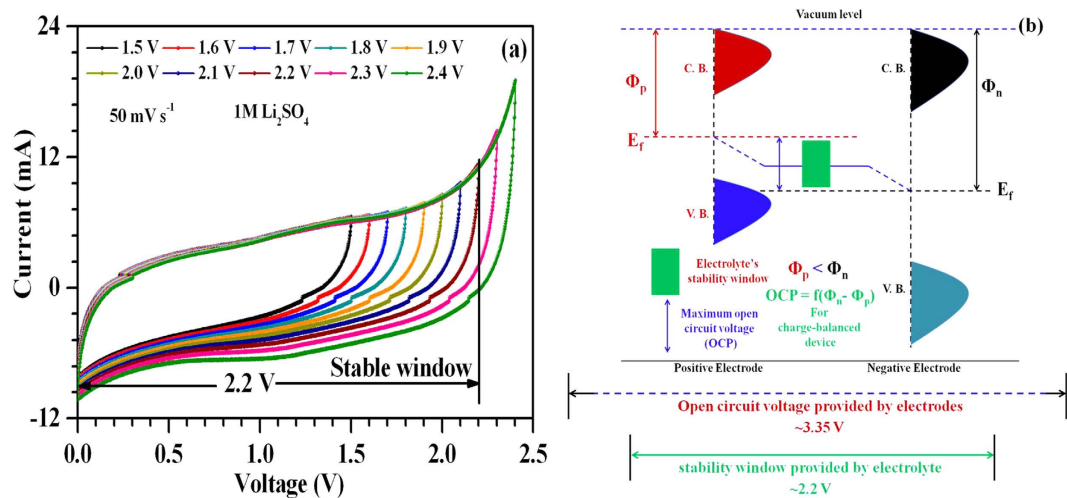 24
12
0
-12
Current (mA)
(a)
1.5 V 1.6 V 1.7 V 1.8 V 1.9 V
2.0 V 2.1 V 2.2 V 2.3 V 2.4 V
50 mV s⁻¹ 1M Li₂SO₄
Stable window
2.2 V
0.0 0.5 1.0 1.5 2.0 2.5
Voltage (V)
Vacuum level
(b)
C. B.
C. B.
Φₚ
Φₙ
E_f
E_f
V. B.
V. B.
Electrolyte's
stability window
Φₚ < Φₙ
OCP = f(Φₙ- Φₚ)
For
charge-balanced
device
Maximum open
circuit voltage
(OCP)
Positive Electrode
Negative Electrode
Open circuit voltage provided by electrodes
~3.35 V
stability window provided by electrolyte
~2.2 V